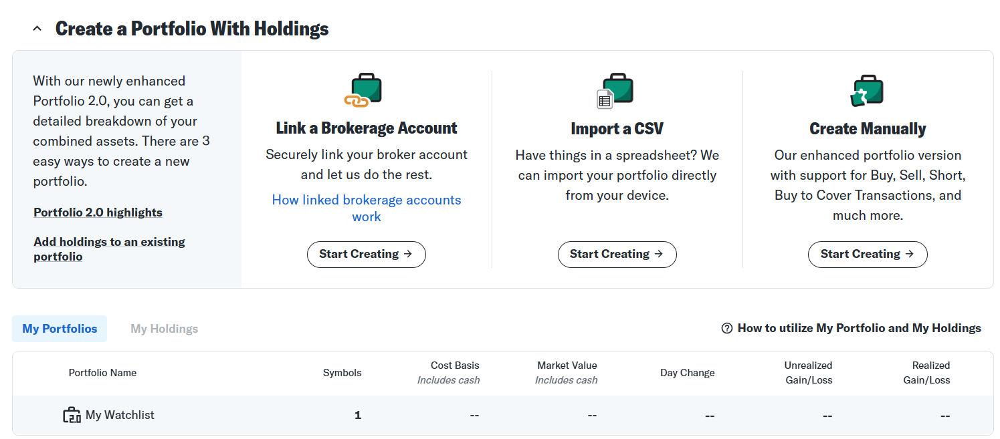 Create a Portfolio With Holdings
With our newly enhanced
Portfolio 2.0, you can get a
detailed breakdown of your
combined assets. There are 3
easy ways to create a new
portfolio.
Portfolio 2.0 highlights
Add holdings to an existing
portfolio
Link a Brokerage Account
Securely link your broker account
and let us do the rest.
How linked brokerage accounts
work
Start Creating →
Import a CSV
Have things in a spreadsheet? We
can import your portfolio directly
from your device.
Start Creating →
Create Manually
Our enhanced portfolio version
with support for Buy, Sell, Short,
Buy to Cover Transactions, and
much more.
Start Creating →
My Portfolios
My Holdings
? How to utilize My Portfolio and My Holdings
Portfolio Name
Symbols
Cost Basis
Includes cash
Market Value
Includes cash
Day Change
Unrealized
Gain/Loss
Realized
Gain/Loss
2.0 My Watchlist 1 -- -- -- -- --